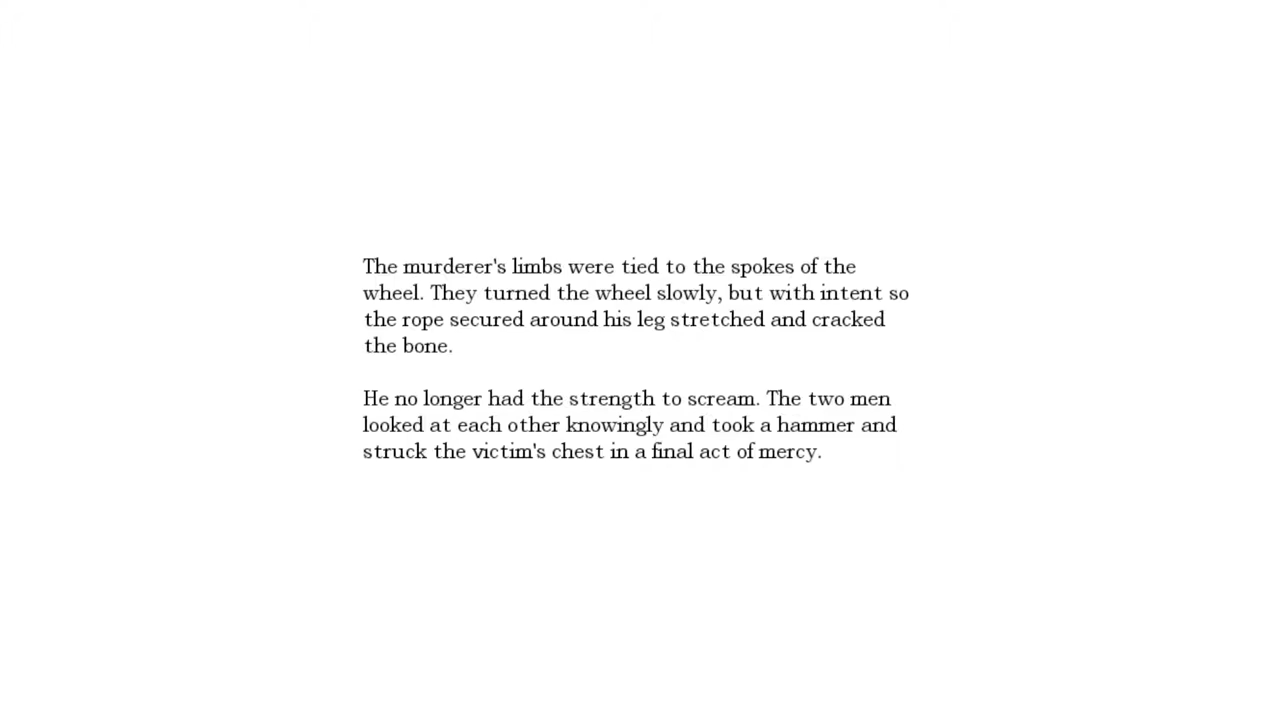 The murderer's limbs were tied to the spokes of the
wheel. They turned the wheel slowly, but with intent so
the rope secured around his leg stretched and cracked
the bone.
He no longer had the strength to scream. The two men
looked at each other knowingly and took a hammer and
struck the victim's chest in a final act of mercy.